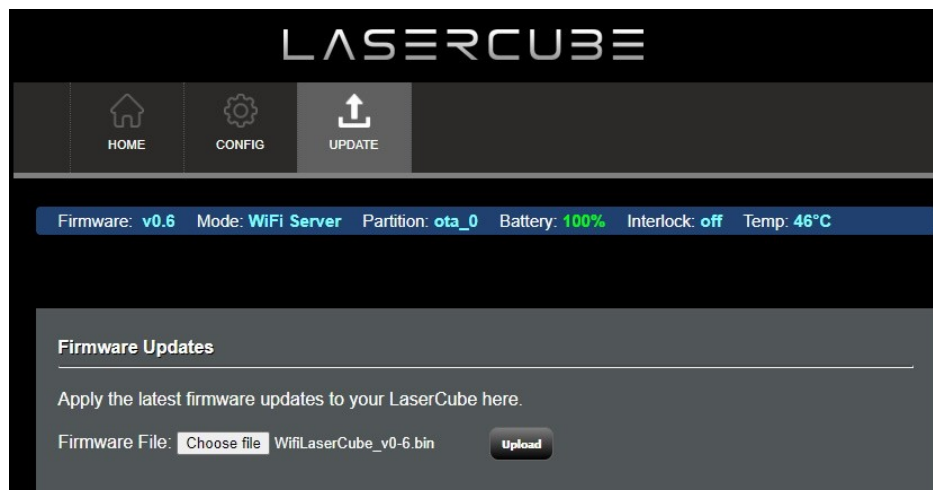 LASERCUBE
HOME CONFIG UPDATE
Firmware: v0.6 Mode: WiFi Server Partition: ota_0 Battery: 100% Interlock: off Temp: 46°C
Firmware Updates
Apply the latest firmware updates to your LaserCube here.
Firmware File: Choose file WifiLaserCube_v0-6.bin Upload